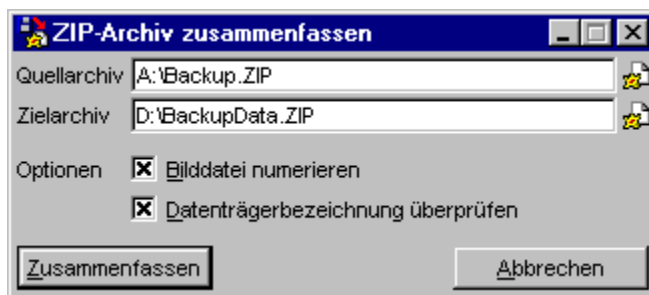 ZIP-Archiv zusammenfassen
Quellarchiv A:\Backup.ZIP
Zielarchiv D:\BackupData.ZIP
Optionen Bilddatei numerieren
Datenträgerbezeichnung überprüfen
Zusammenfassen Abbrechen